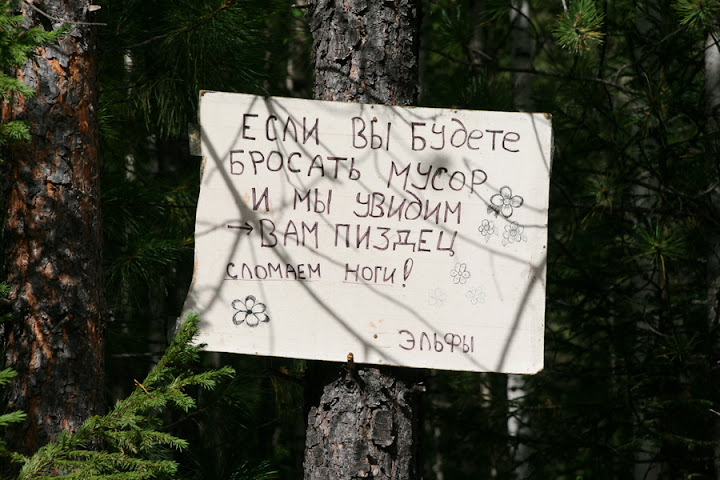 ЕСЛИ ВЫ БУДЕТЕ
БРОСАТЬ МУСОР
И МЫ УВИДИМ
→ ВАМ ПИЗДЕЦ
СЛОМАЕМ НОГИ!
ЭЛЬФЫ